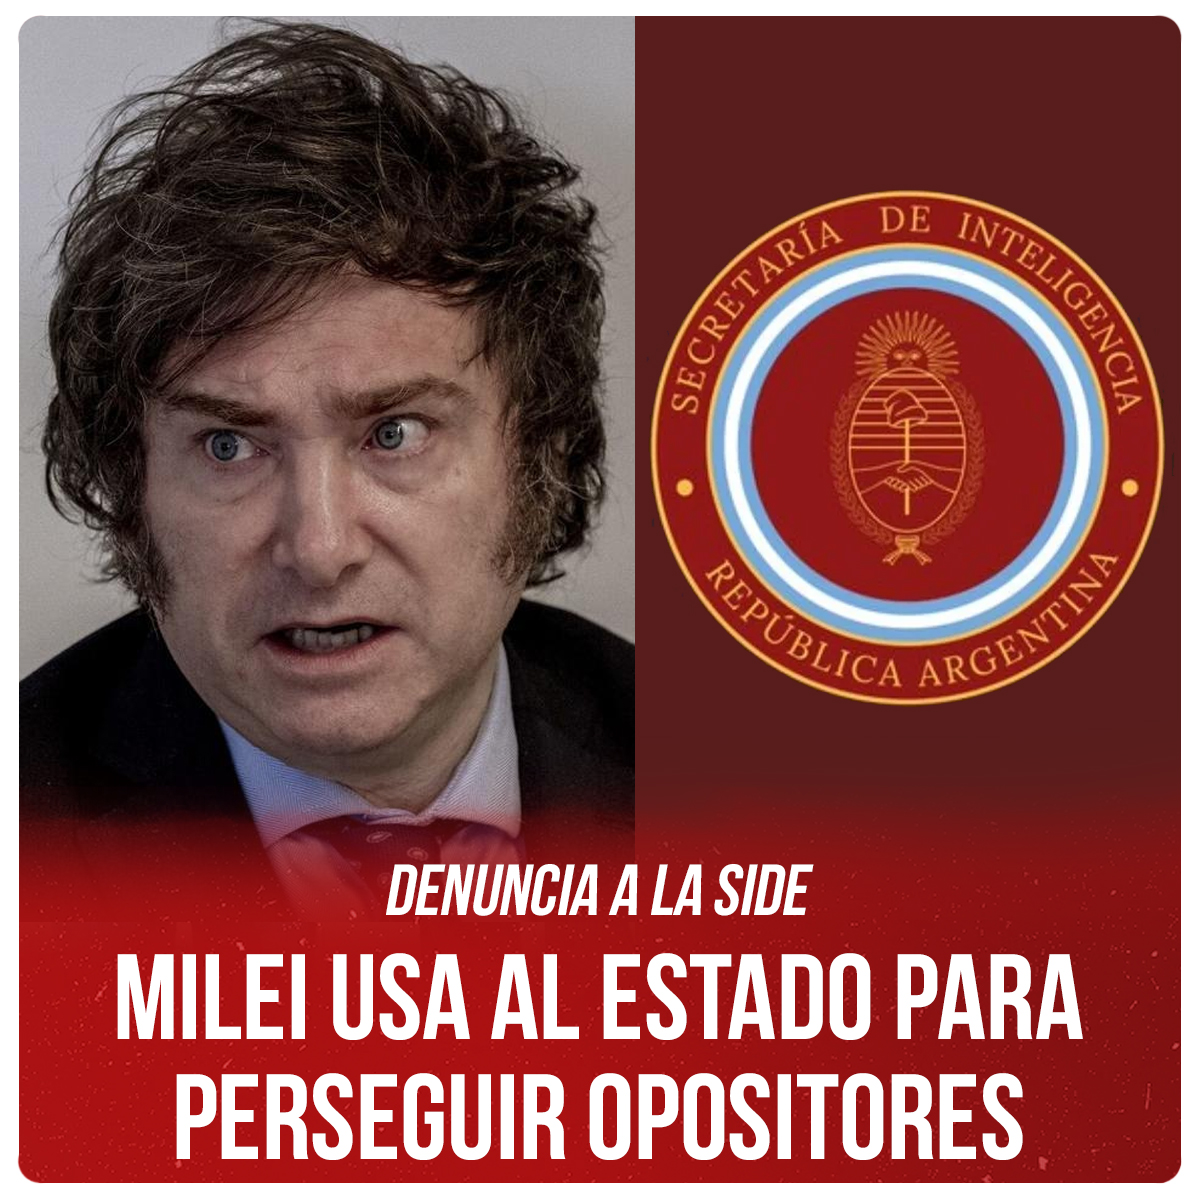 SECRETARÍA DE INTELIGENCIA
REPÚBLICA ARGENTINA
DENUNCIA A LA SIDE
MILEI USA AL ESTADO PARA
PERSEGUIR OPOSITORES